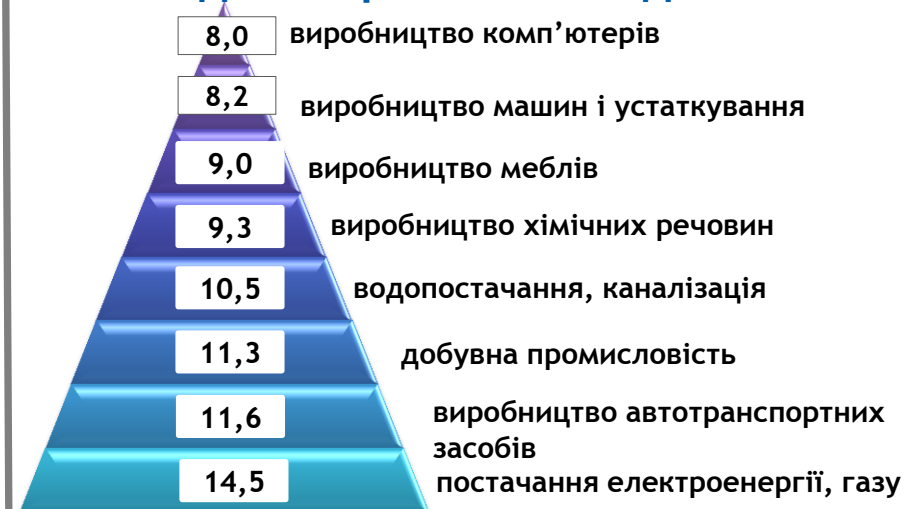 8,0 виробництво комп’ютерів
8,2 виробництво машин і устаткування
9,0 виробництво меблів
9,3 виробництво хімічних речовин
10,5 водопостачання, каналізація
11,3 добувна промисловість
11,6 виробництво автотранспортних
засобів
14,5 постачання електроенергії, газу